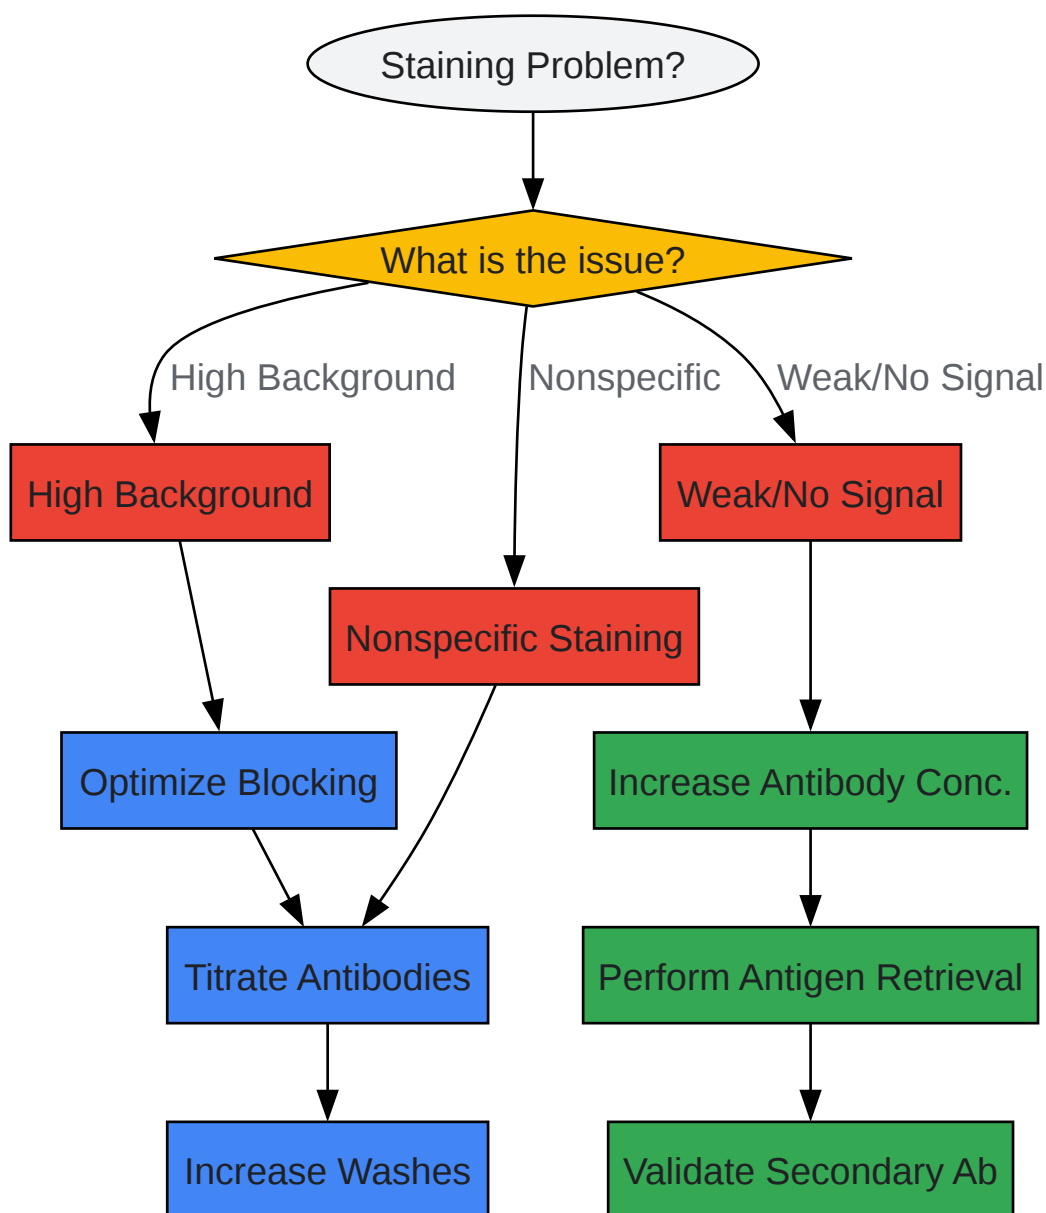 Staining Problem?
What is the issue?
High Background
Nonspecific
Weak/No Signal
High Background
Weak/No Signal
Nonspecific Staining
Optimize Blocking
Increase Antibody Conc.
Titrate Antibodies
Perform Antigen Retrieval
Increase Washes
Validate Secondary Ab